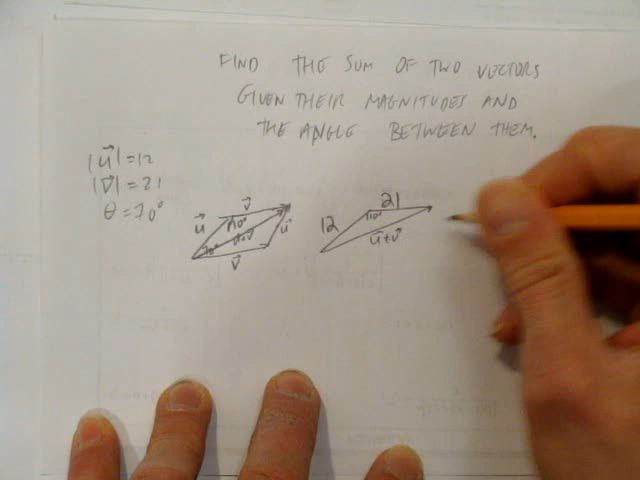 FIND THE SUM OF TWO VECTORS
GIVEN THEIR MAGNITUDES AND
THE ANGLE BETWEEN THEM.
|u⃗|=12
|v⃗|=21
θ=70°
v⃗
u⃗
110°
u⃗+v⃗
70°
u⃗
v⃗
21
12
110°
u⃗+v⃗